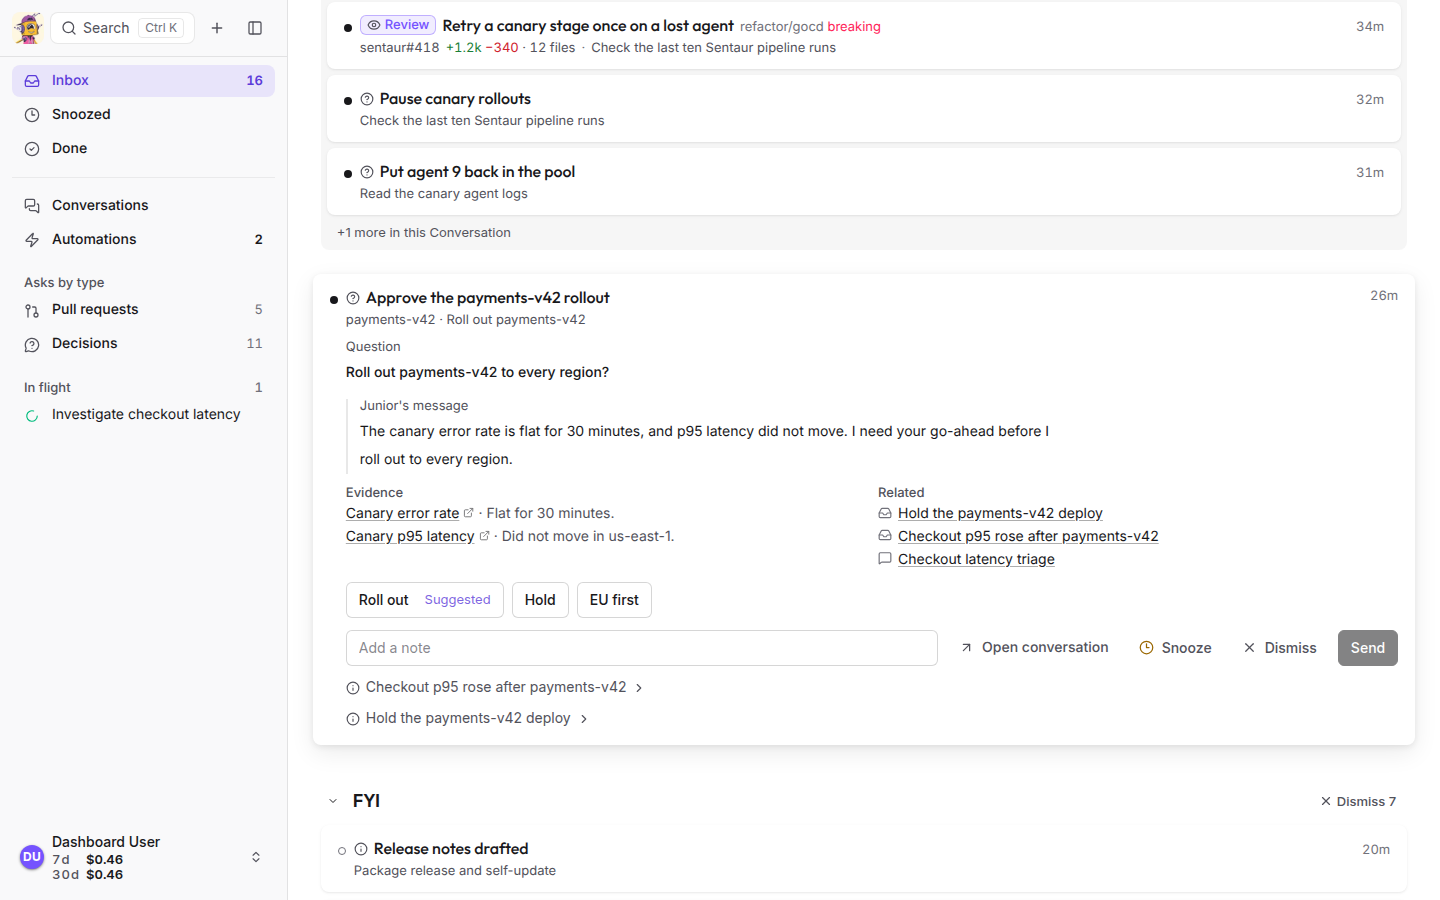 Search Ctrl K
Inbox 16
Snoozed
Done
Conversations
Automations 2
Asks by type
Pull requests 5
Decisions 11
In flight 1
Investigate checkout latency
DU Dashboard User
7d $0.46
30d $0.46
Review Retry a canary stage once on a lost agent refactor/gocd breaking 34m
sentaur#418 +1.2k −340 · 12 files · Check the last ten Sentaur pipeline runs
Pause canary rollouts 32m
Check the last ten Sentaur pipeline runs
Put agent 9 back in the pool 31m
Read the canary agent logs
+1 more in this Conversation
Approve the payments-v42 rollout 26m
payments-v42 · Roll out payments-v42
Question
Roll out payments-v42 to every region?
Junior's message
The canary error rate is flat for 30 minutes, and p95 latency did not move. I need your go-ahead before I
roll out to every region.
Evidence
Canary error rate · Flat for 30 minutes.
Canary p95 latency · Did not move in us-east-1.
Related
Hold the payments-v42 deploy
Checkout p95 rose after payments-v42
Checkout latency triage
Roll out Suggested Hold EU first
Add a note Open conversation Snooze Dismiss Send
Checkout p95 rose after payments-v42
Hold the payments-v42 deploy
FYI Dismiss 7
Release notes drafted 20m
Package release and self-update